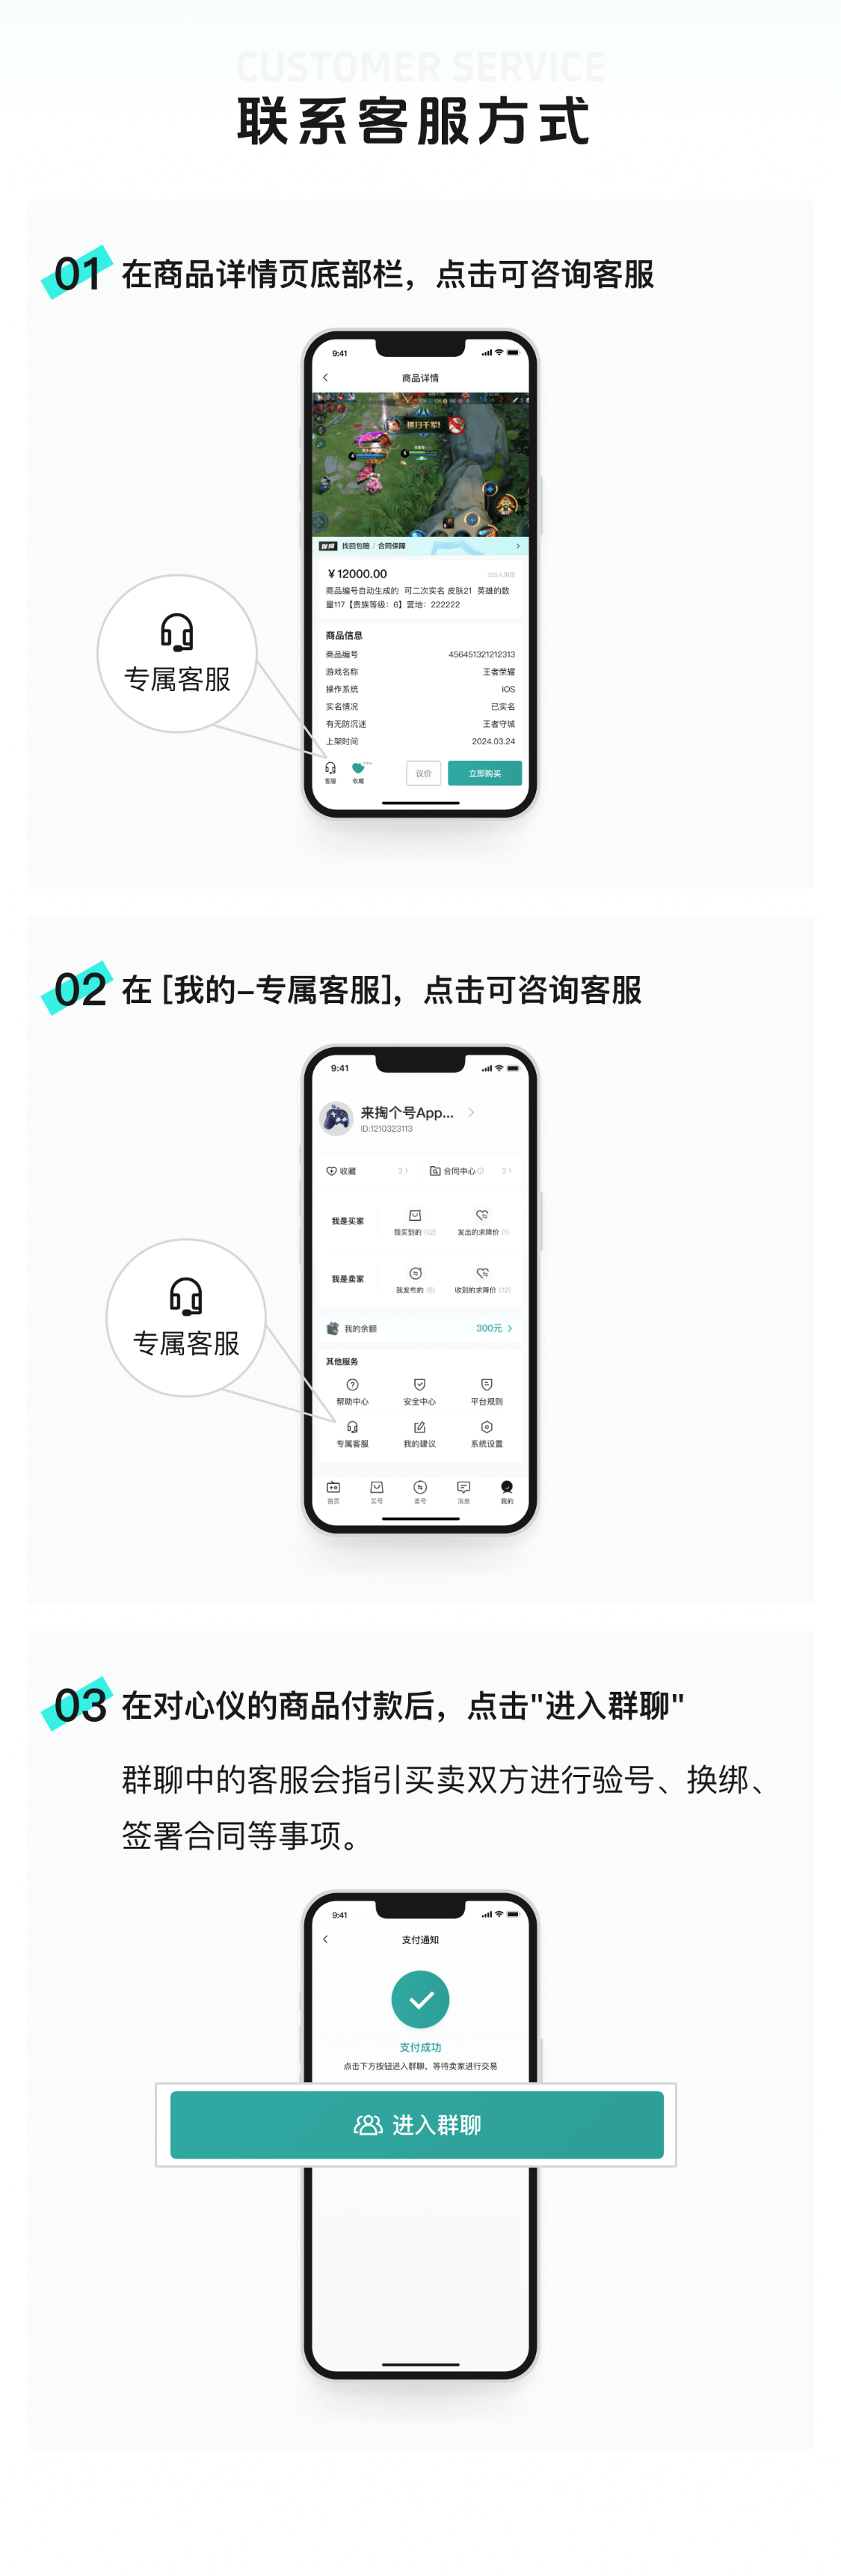 CUSTOMER SERVICE
联系客服方式
01 在商品详情页底部栏，点击可咨询客服
9:41
商品详情
横扫千军!
找回包赔 / 合同保障
¥12000.00
325人浏览
商品编号自动生成的 可二次实名 皮肤21 英雄的数
量117【贵族等级：6】营地：222222
商品信息
商品编号 456451321212313
游戏名称 王者荣耀
操作系统 IOS
实名情况 已实名
有无防沉迷 王者守城
上架时间 2024.03.24
客服 收藏 议价 立即购买
专属客服
02 在 [我的–专属客服]，点击可咨询客服
9:41
来掏个号App...
ID:1210323113
收藏 3 合同中心 3
我是买家
我买到的 (12) 发出的求降价 (1)
我是卖家
我发布的 (6) 收到的求降价 (12)
我的余额 300元
其他服务
帮助中心 安全中心 平台规则
专属客服 我的建议 系统设置
首页 买号 卖号 消息 我的
专属客服
03 在对心仪的商品付款后，点击"进入群聊"
群聊中的客服会指引买卖双方进行验号、换绑、
签署合同等事项。
9:41
支付通知
支付成功
点击下方按钮进入群聊，等待卖家进行交易
进入群聊